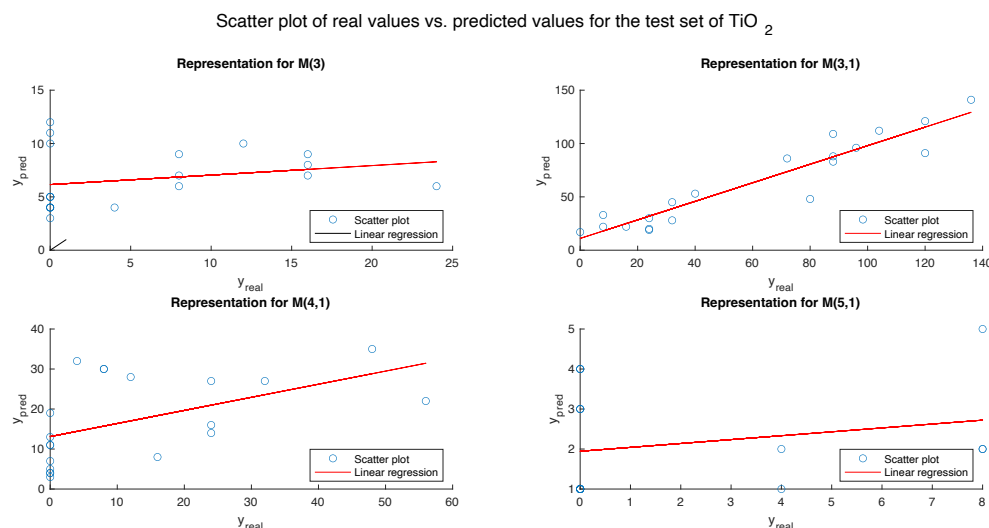 Scatter plot of real values vs. predicted values for the test set of TiO 2
Representation for M(3)
15
10
5
0
y pred
0 5 10 15 20 25
y real
Scatter plot
Linear regression
Representation for M(3,1)
150
100
50
0
y pred
0 20 40 60 80 100 120 140
y real
Scatter plot
Linear regression
Representation for M(4,1)
40
30
20
10
0
y pred
0 10 20 30 40 50 60
y real
Scatter plot
Linear regression
Representation for M(5,1)
5
4
3
2
1
y pred
0 1 2 3 4 5 6 7 8
y real
Scatter plot
Linear regression